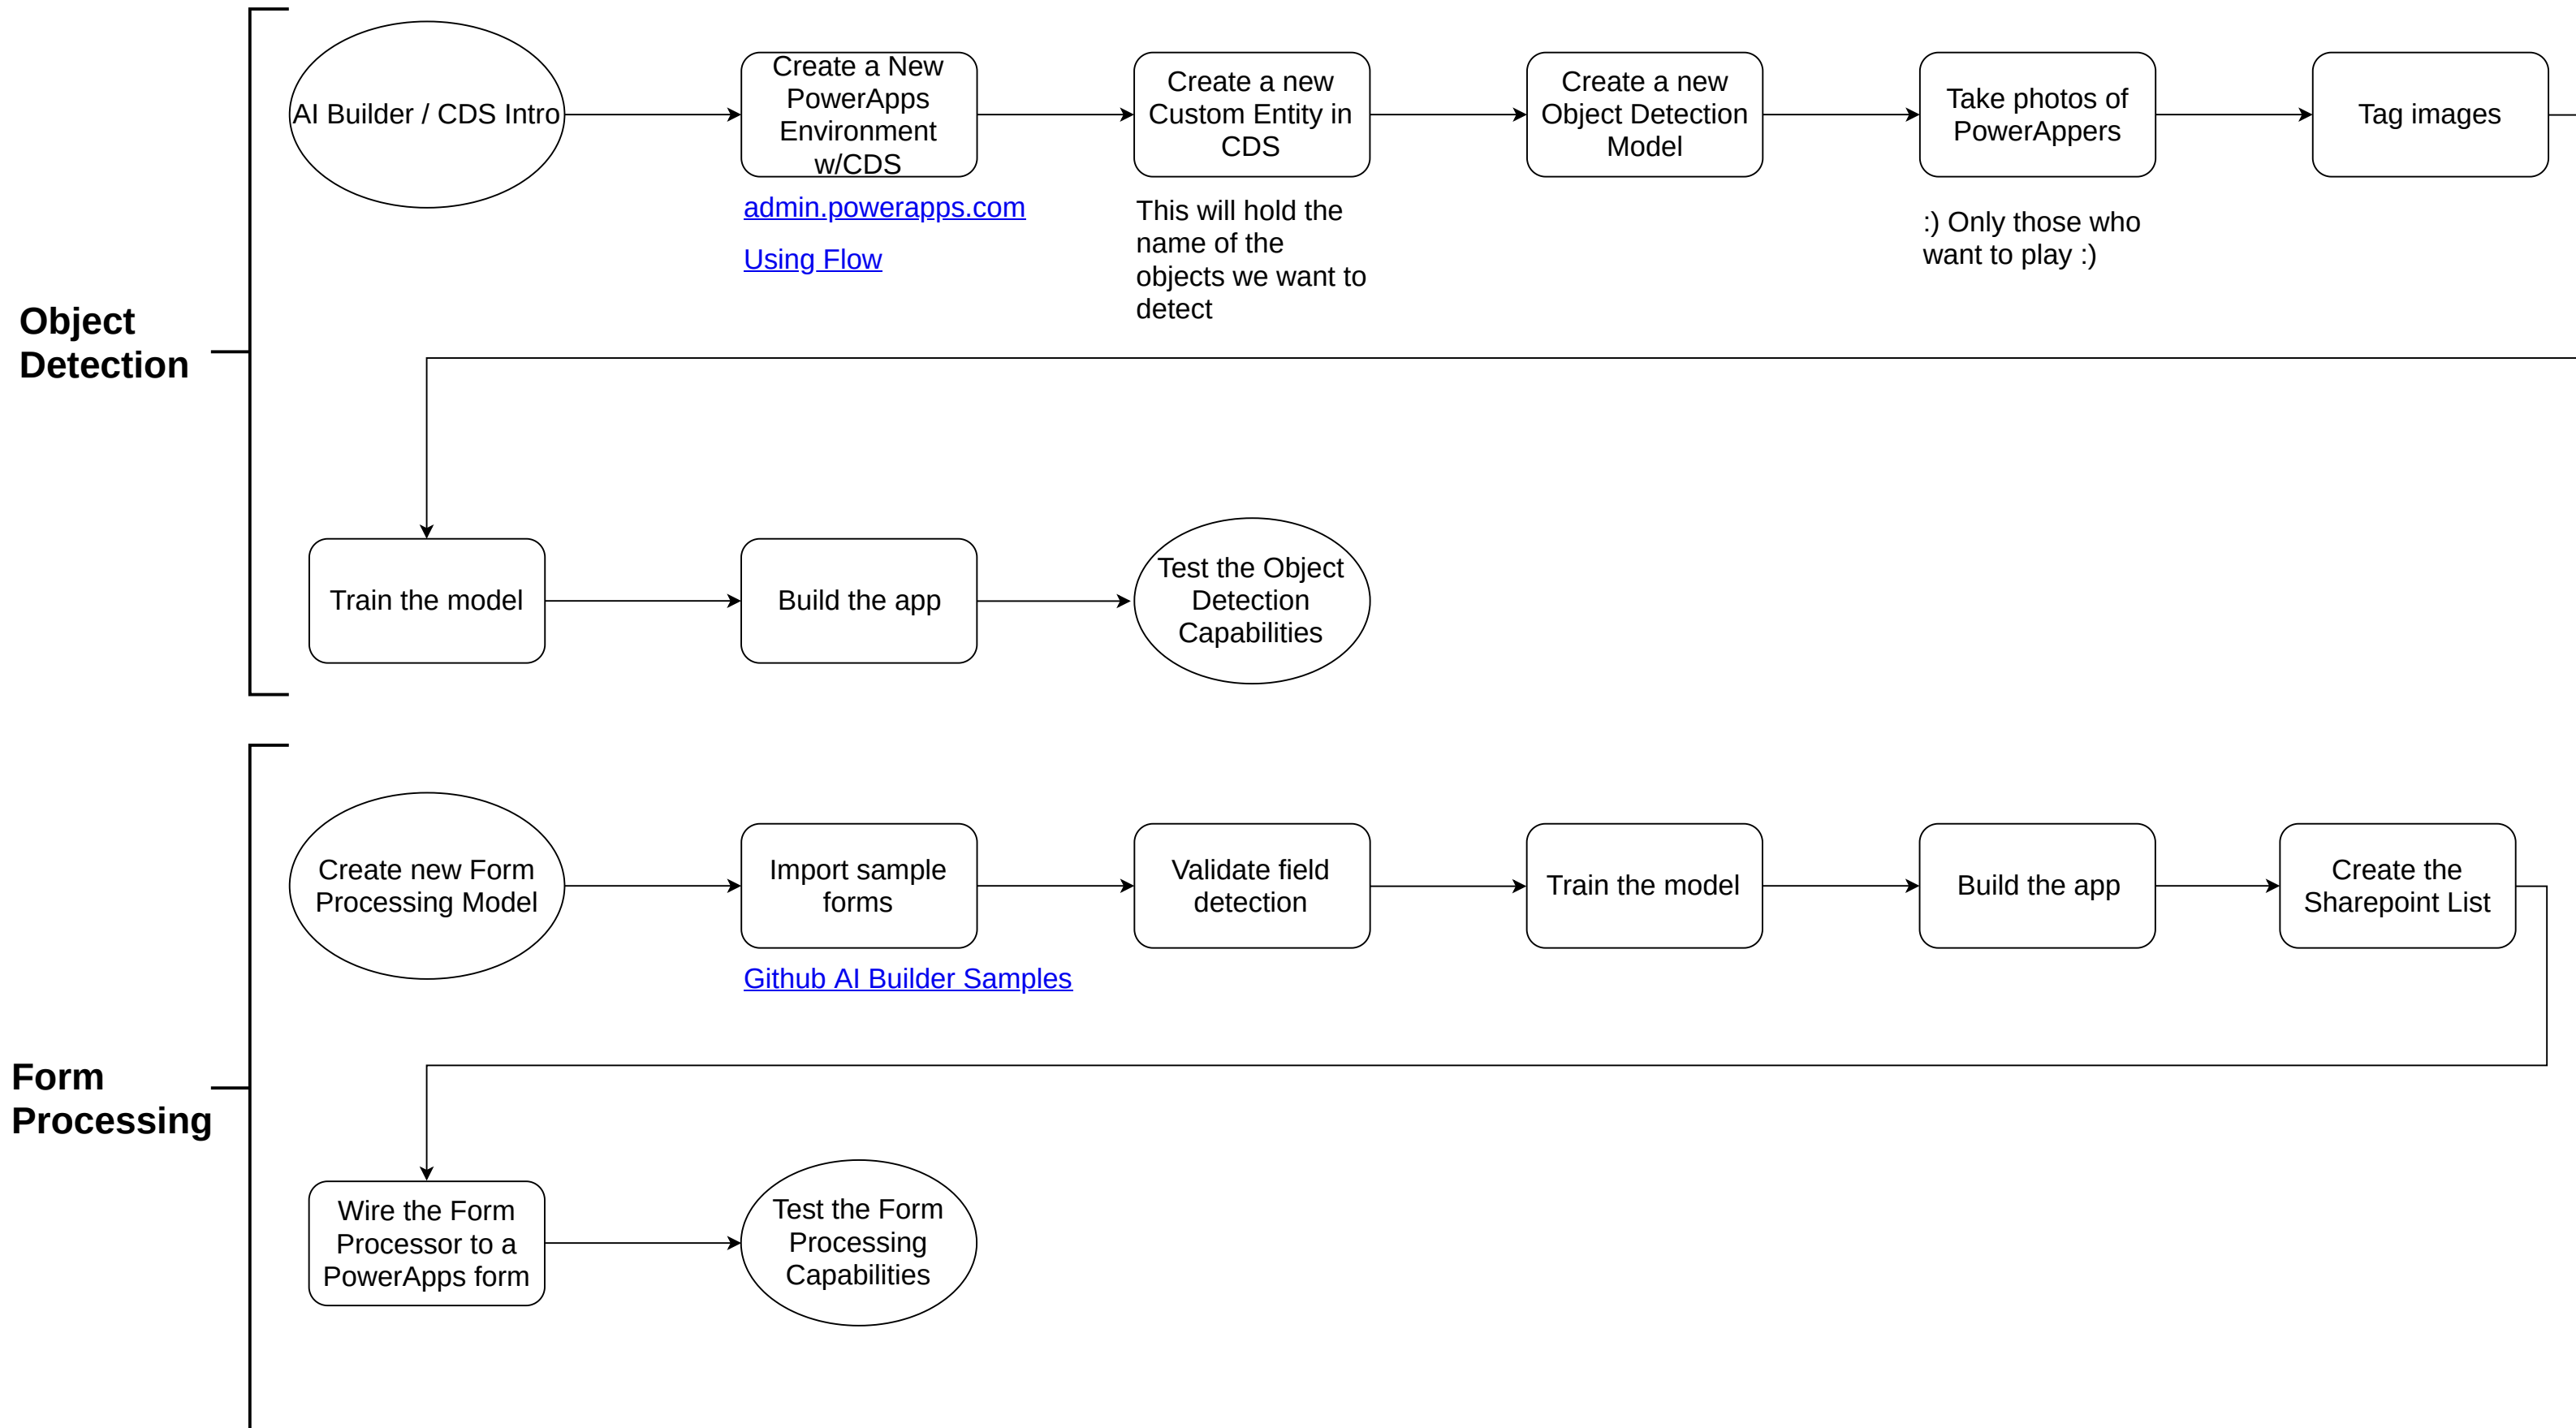 Object
Detection
AI Builder / CDS Intro
Create a New
PowerApps
Environment
w/CDS
admin.powerapps.com
Using Flow
Create a new
Custom Entity in
CDS
This will hold the
name of the
objects we want to
detect
Create a new
Object Detection
Model
Take photos of
PowerAppers
:) Only those who
want to play :)
Tag images
Train the model
Build the app
Test the Object
Detection
Capabilities
Form
Processing
Create new Form
Processing Model
Import sample
forms
Github AI Builder Samples
Validate field
detection
Train the model
Build the app
Create the
Sharepoint List
Wire the Form
Processor to a
PowerApps form
Test the Form
Processing
Capabilities